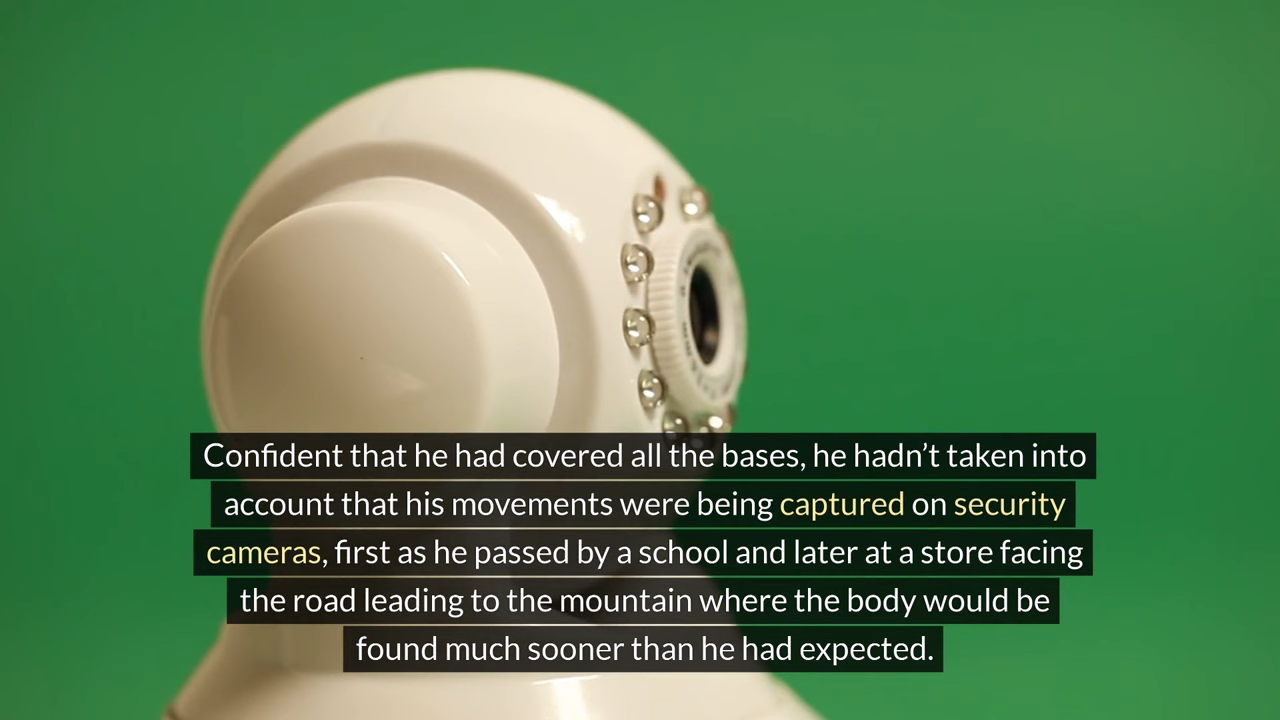 Confident that he had covered all the bases, he hadn’t taken into
account that his movements were being captured on security
cameras, first as he passed by a school and later at a store facing
the road leading to the mountain where the body would be
found much sooner than he had expected.